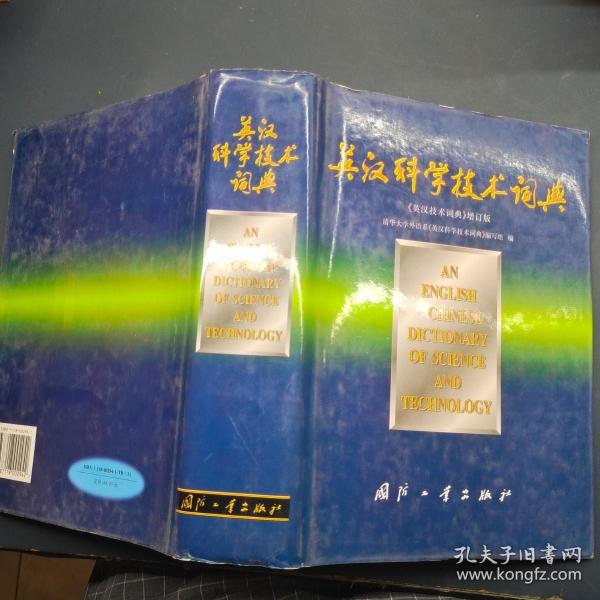 英汉
科学技术
词典
AN
DICTIONARY
OF SCIENCE
AND
TECHNOLOGY
国防工业出版社
英汉科学技术词典
《英汉技术词典》增订版
清华大学外语系《英汉科学技术词典》编写组 编
AN
ENGLISH
CHINESE
DICTIONARY
OF SCIENCE
AND
TECHNOLOGY
国防工业出版社
孔夫子旧书网
www.kongfz.com